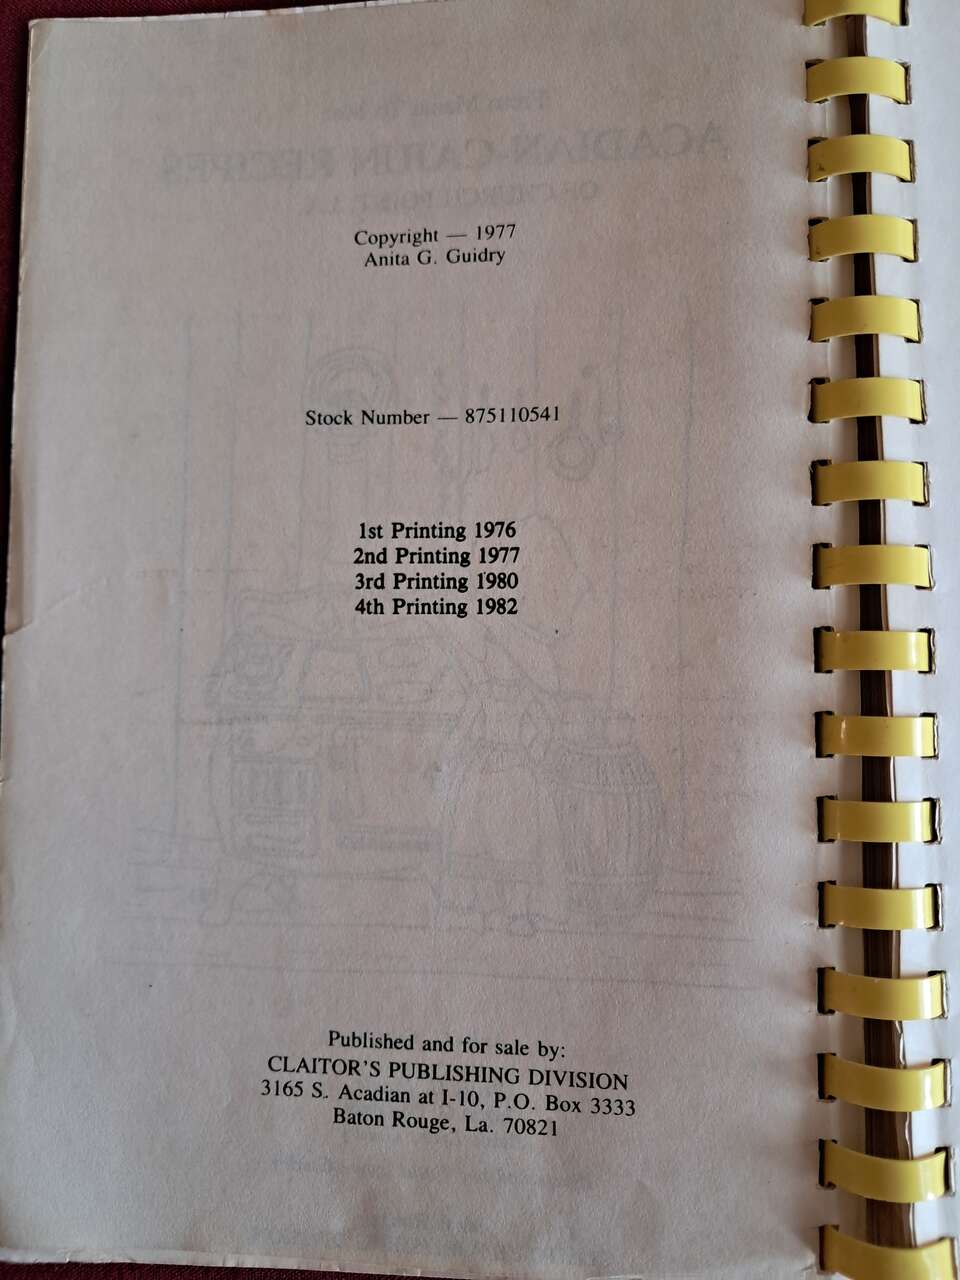 Copyright — 1977
Anita G. Guidry
Stock Number — 875110541
1st Printing 1976
2nd Printing 1977
3rd Printing 1980
4th Printing 1982
Published and for sale by:
CLAITOR'S PUBLISHING DIVISION
3165 S. Acadian at I-10, P.O. Box 3333
Baton Rouge, La. 70821